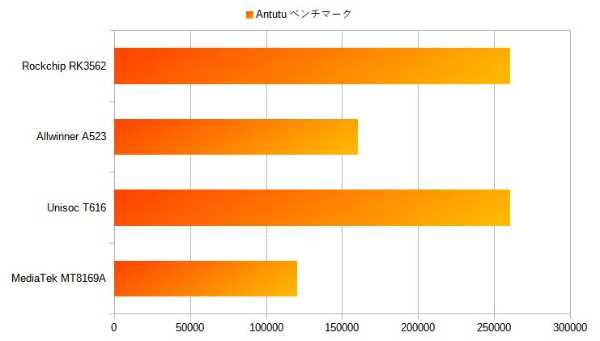 Antutu ベンチマーク
Rockchip RK3562
Allwinner A523
Unisoc T616
MediaTek MT8169A
0 50000 100000 150000 200000 250000 300000